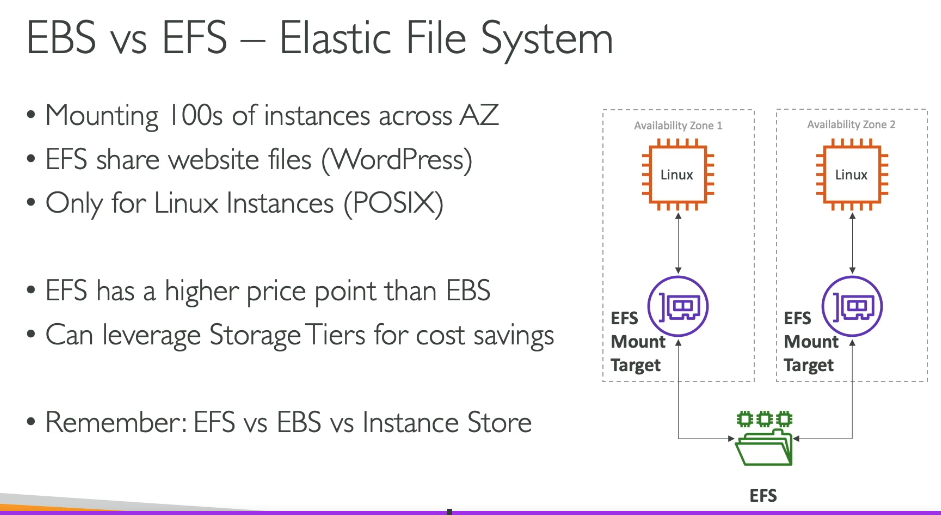 EBS vs EFS – Elastic File System
• Mounting 100s of instances across AZ
• EFS share website files (WordPress)
• Only for Linux Instances (POSIX)
• EFS has a higher price point than EBS
• Can leverage Storage Tiers for cost savings
• Remember: EFS vs EBS vs Instance Store
Availability Zone 1
Linux
EFS
Mount
Target
Availability Zone 2
Linux
EFS
Mount
Target
EFS